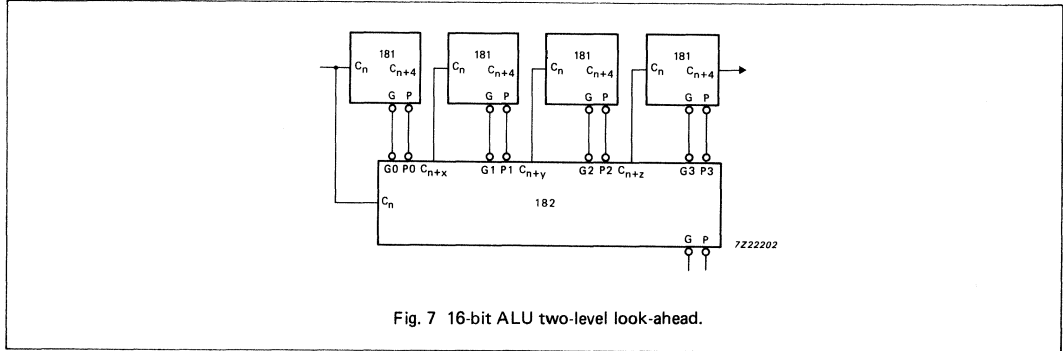 181 181 181 181
Cn Cn+4 Cn Cn+4 Cn Cn+4 Cn Cn+4
G P G P G P G P
G0 P0 Cn+x G1 P1 Cn+y G2 P2 Cn+z G3 P3
Cn 182
G P
7Z22202
Fig. 7 16-bit ALU two-level look-ahead.